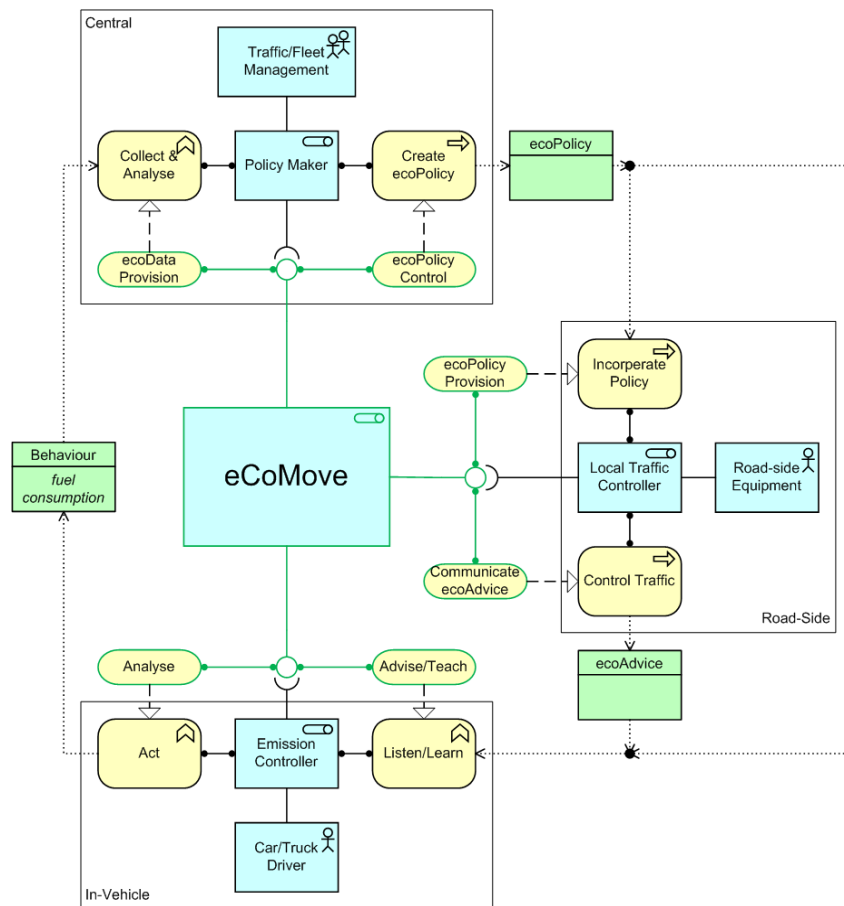 Central
Traffic/Fleet
Management
Collect &
Analyse
Policy Maker
Create
ecoPolicy
ecoPolicy
ecoData
Provision
ecoPolicy
Control
ecoPolicy
Provision
Incorperate
Policy
Behaviour
fuel
consumption
eCoMove
Local Traffic
Controller
Road-side
Equipment
Communicate
ecoAdvice
Control Traffic
Road-Side
Analyse
Advise/Teach
ecoAdvice
Act
Emission
Controller
Listen/Learn
Car/Truck
Driver
In-Vehicle